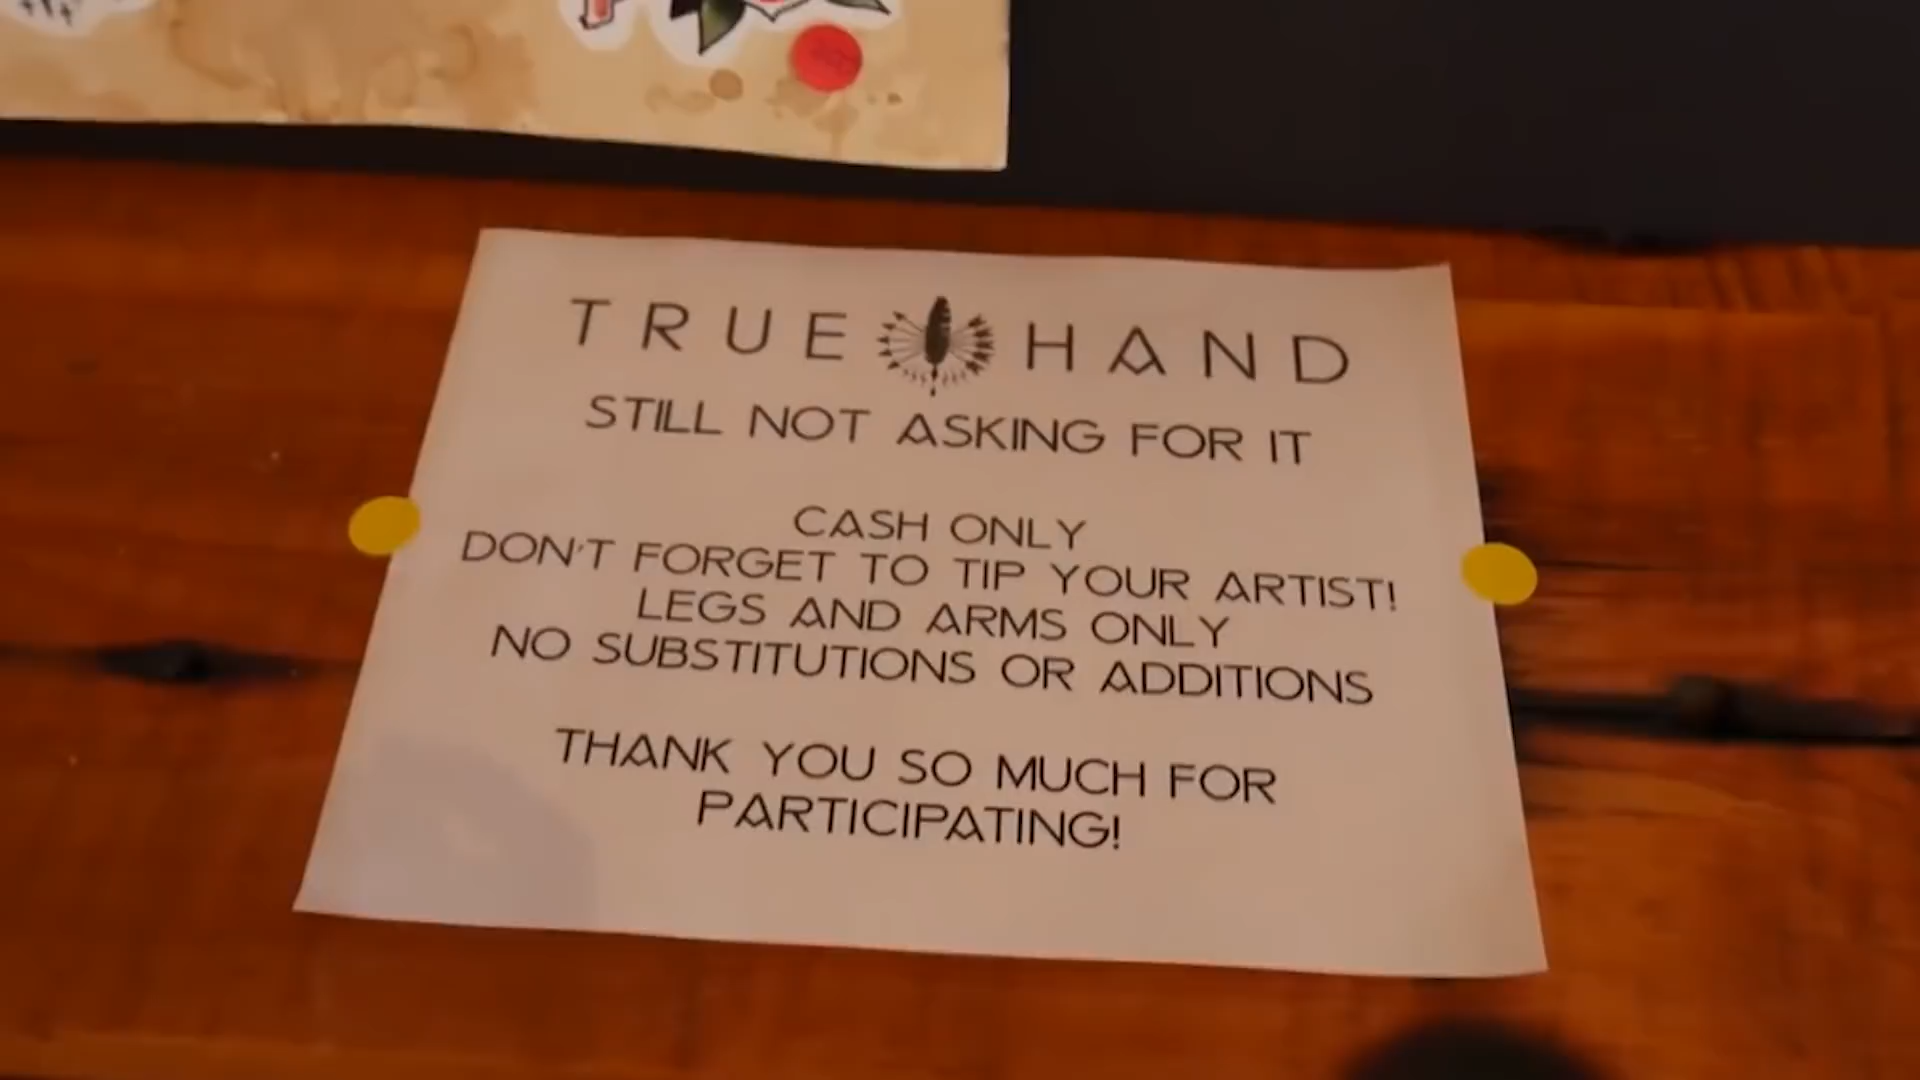 TRUE HAND
STILL NOT ASKING FOR IT
CASH ONLY
DON'T FORGET TO TIP YOUR ARTIST!
LEGS AND ARMS ONLY
NO SUBSTITUTIONS OR ADDITIONS
THANK YOU SO MUCH FOR
PARTICIPATING!